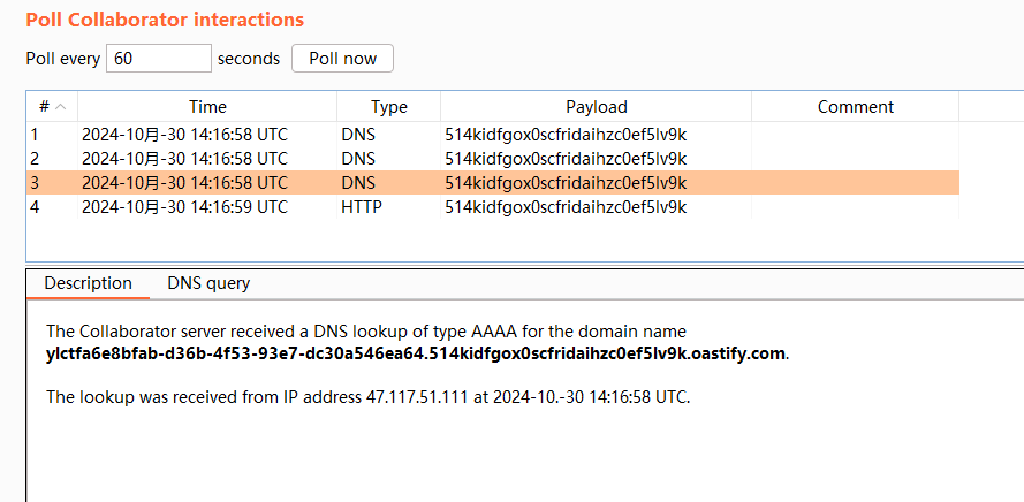 Poll Collaborator interactions
Poll every 60 seconds Poll now
# Time Type Payload Comment
1 2024-10月-30 14:16:58 UTC DNS 514kidfgox0scfridaihzc0ef5lv9k
2 2024-10月-30 14:16:58 UTC DNS 514kidfgox0scfridaihzc0ef5lv9k
3 2024-10月-30 14:16:58 UTC DNS 514kidfgox0scfridaihzc0ef5lv9k
4 2024-10月-30 14:16:59 UTC HTTP 514kidfgox0scfridaihzc0ef5lv9k
Description DNS query
The Collaborator server received a DNS lookup of type AAAA for the domain name
ylctfa6e8bfab-d36b-4f53-93e7-dc30a546ea64.514kidfgox0scfridaihzc0ef5lv9k.oastify.com.
The lookup was received from IP address 47.117.51.111 at 2024-10.-30 14:16:58 UTC.